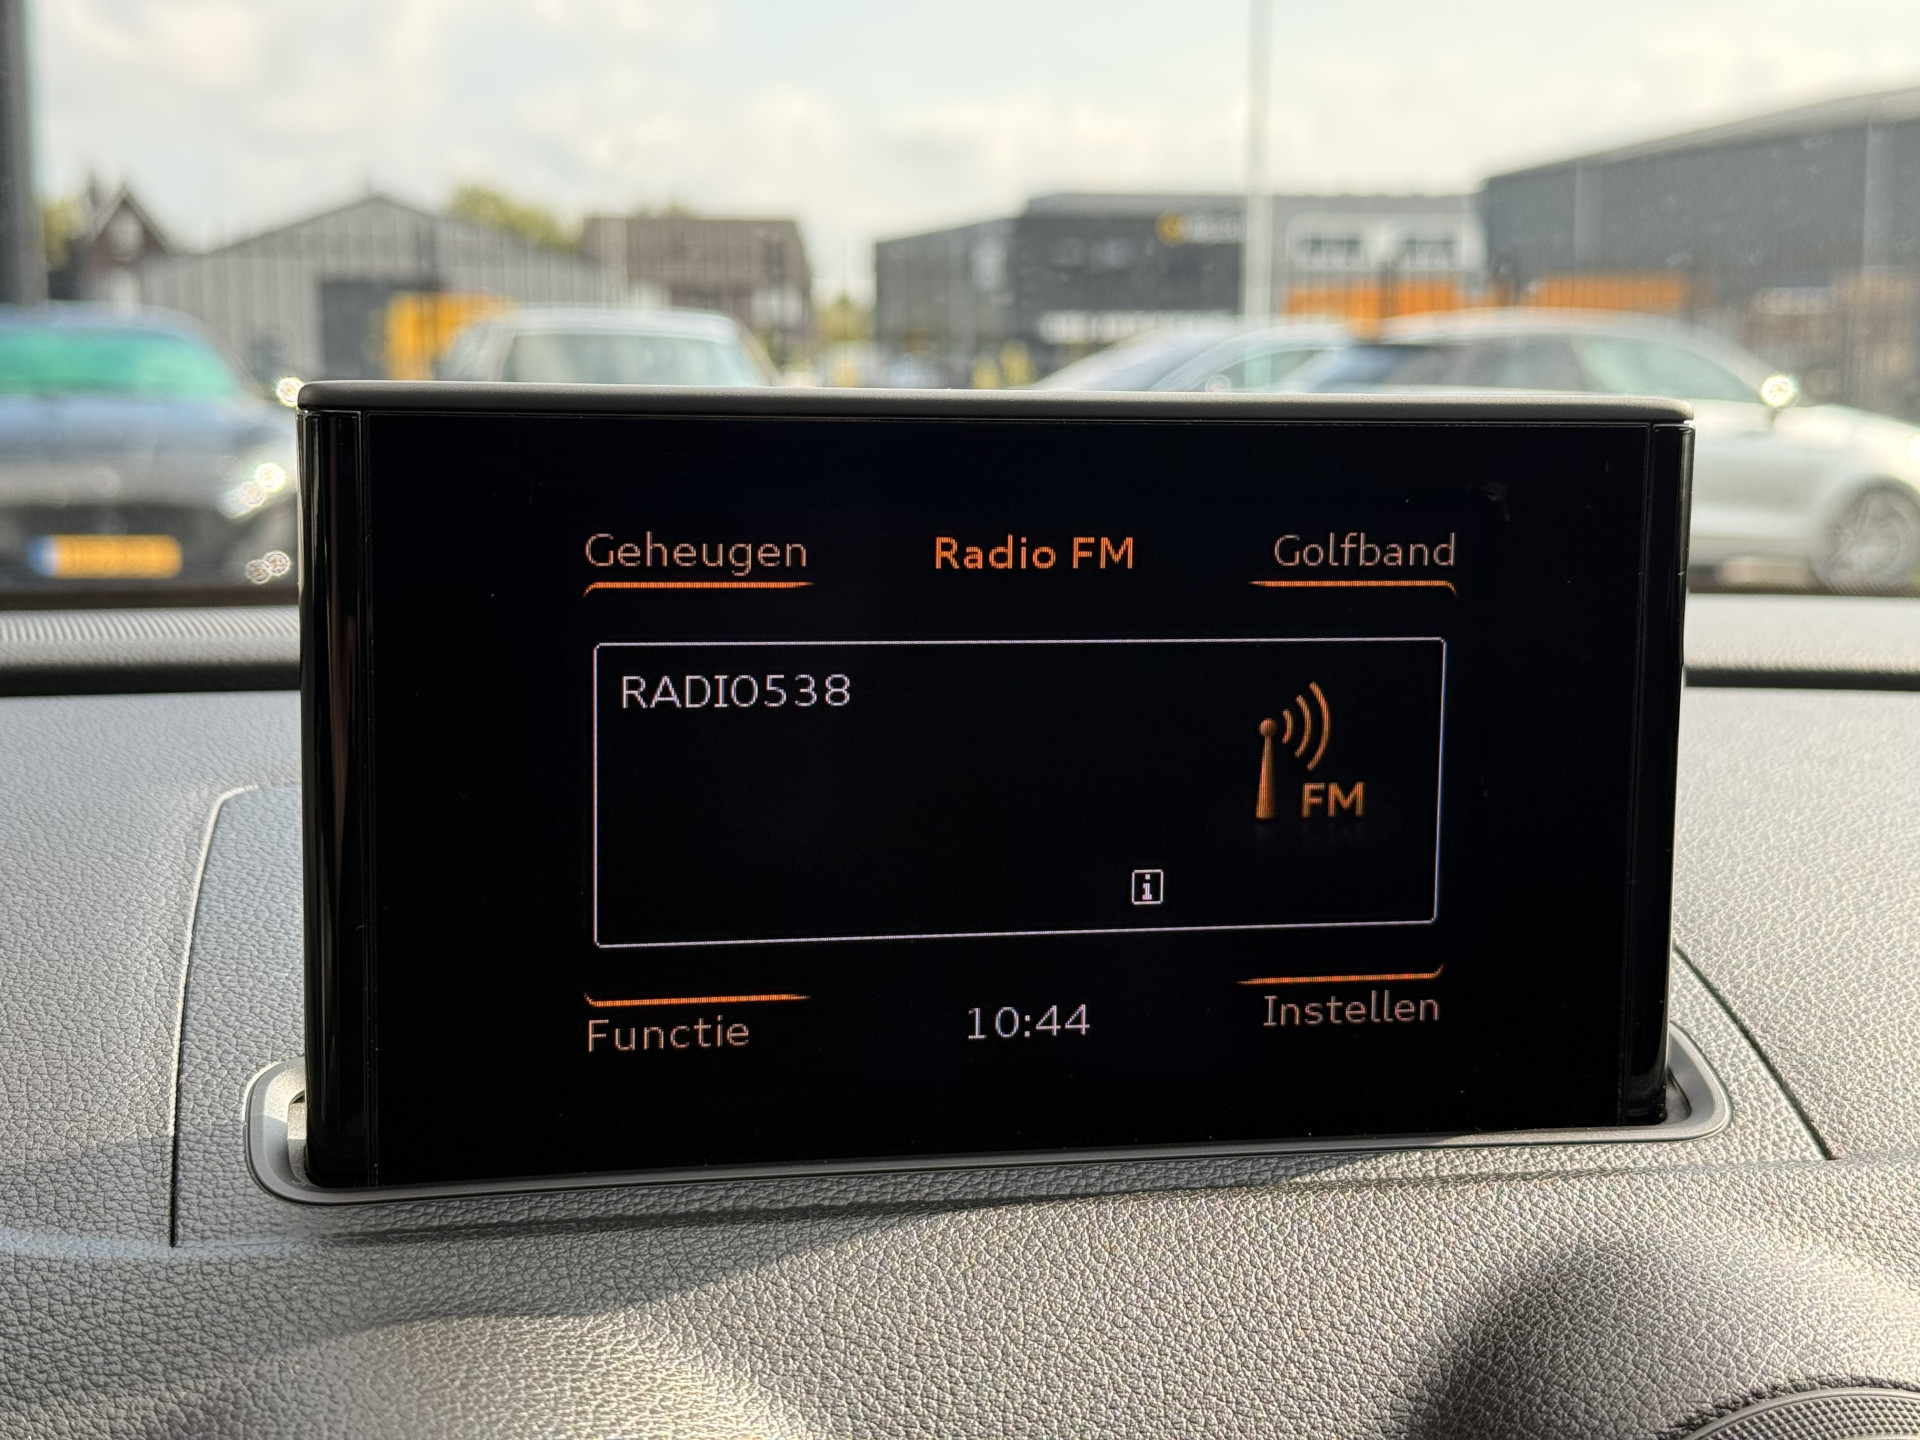 Geheugen Radio FM Golfband
RADIO538
FM
i
Functie 10:44 Instellen